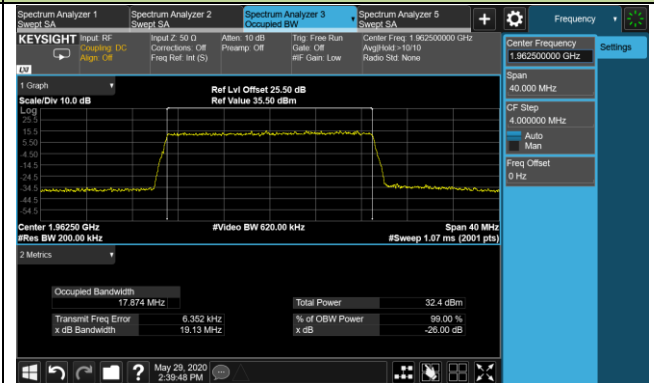 Spectrum Analyzer 1
Swept SA
Spectrum Analyzer 2
Swept SA
Spectrum Analyzer 3
Occupied BW
Spectrum Analyzer 5
Swept SA
+
Frequency
KEYSIGHT
Input: RF
Coupling: DC
Align: Off
Input Z: 50 Ω
Corrections: Off
Freq Ref: Int (S)
Atten: 10 dB
Preamp: Off
Trig: Free Run
Gate: Off
#IF Gain: Low
Center Freq: 1.962500000 GHz
Avg|Hold:>10/10
Radio Std: None
LXI
Center Frequency
1.962500000 GHz
Settings
Span
40.000 MHz
CF Step
4.000000 MHz
Auto
Man
Freq Offset
0 Hz
1 Graph
Scale/Div 10.0 dB
Ref Lvl Offset 25.50 dB
Ref Value 35.50 dBm
Log
25.5
15.5
5.50
-4.50
-14.5
-24.5
-34.5
-44.5
-54.5
Center 1.96250 GHz
#Res BW 200.00 kHz
#Video BW 620.00 kHz
Span 40 MHz
#Sweep 1.07 ms (2001 pts)
2 Metrics
Occupied Bandwidth
17.874 MHz
Total Power 32.4 dBm
Transmit Freq Error 6.352 kHz
% of OBW Power 99.00 %
x dB Bandwidth 19.13 MHz
x dB -26.00 dB
?
May 29, 2020
2:39:48 PM